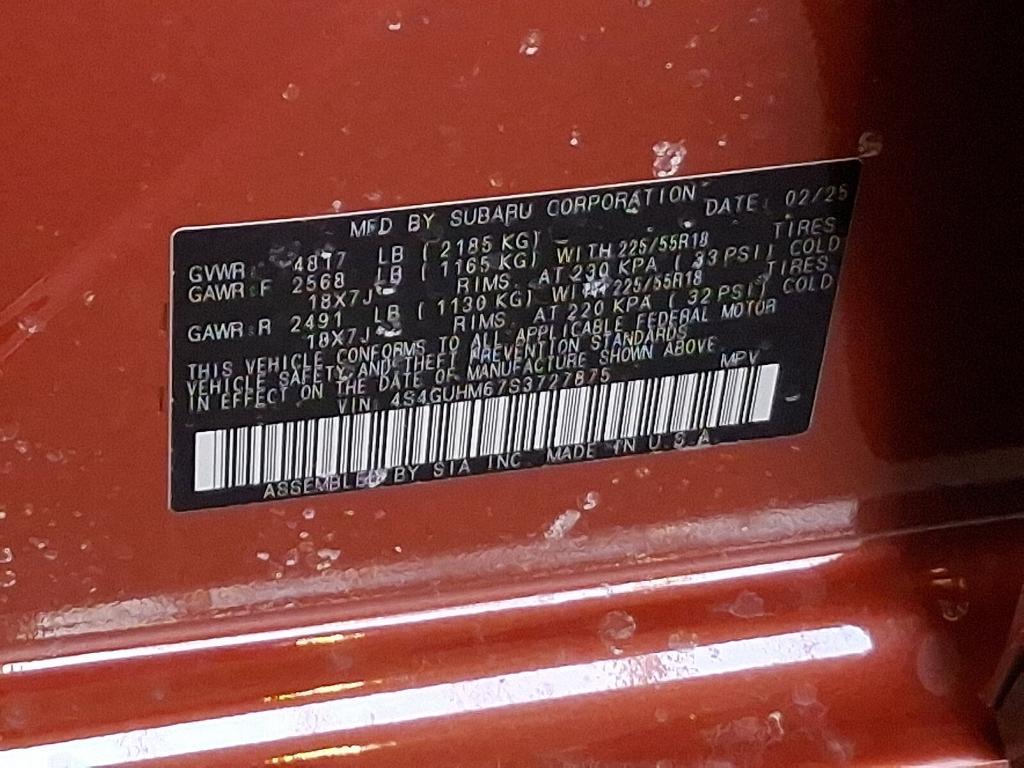 MFD BY SUBARU CORPORATION DATE: 02/25
GVWR: 4817 LB ( 2185 KG)
GAWR:F 2568 LB ( 1165 KG) WITH 225/55R18 TIRES
18X7J RIMS, AT 230 KPA ( 33 PSI) COLD
GAWR:R 2491 LB ( 1130 KG) WITH 225/55R18 TIRES
18X7J RIMS, AT 220 KPA ( 32 PSI) COLD
THIS VEHICLE CONFORMS TO ALL APPLICABLE FEDERAL MOTOR
VEHICLE SAFETY AND THEFT PREVENTION STANDARDS
IN EFFECT ON THE DATE OF MANUFACTURE SHOWN ABOVE.
VIN: 4S4GUHM67S3727875 MPV
ASSEMBLED BY SIA INC. MADE IN U.S.A.